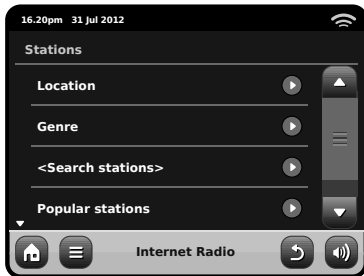 16.20pm 31 Jul 2012
Stations
Location
Genre
<Search stations>
Popular stations
Internet Radio